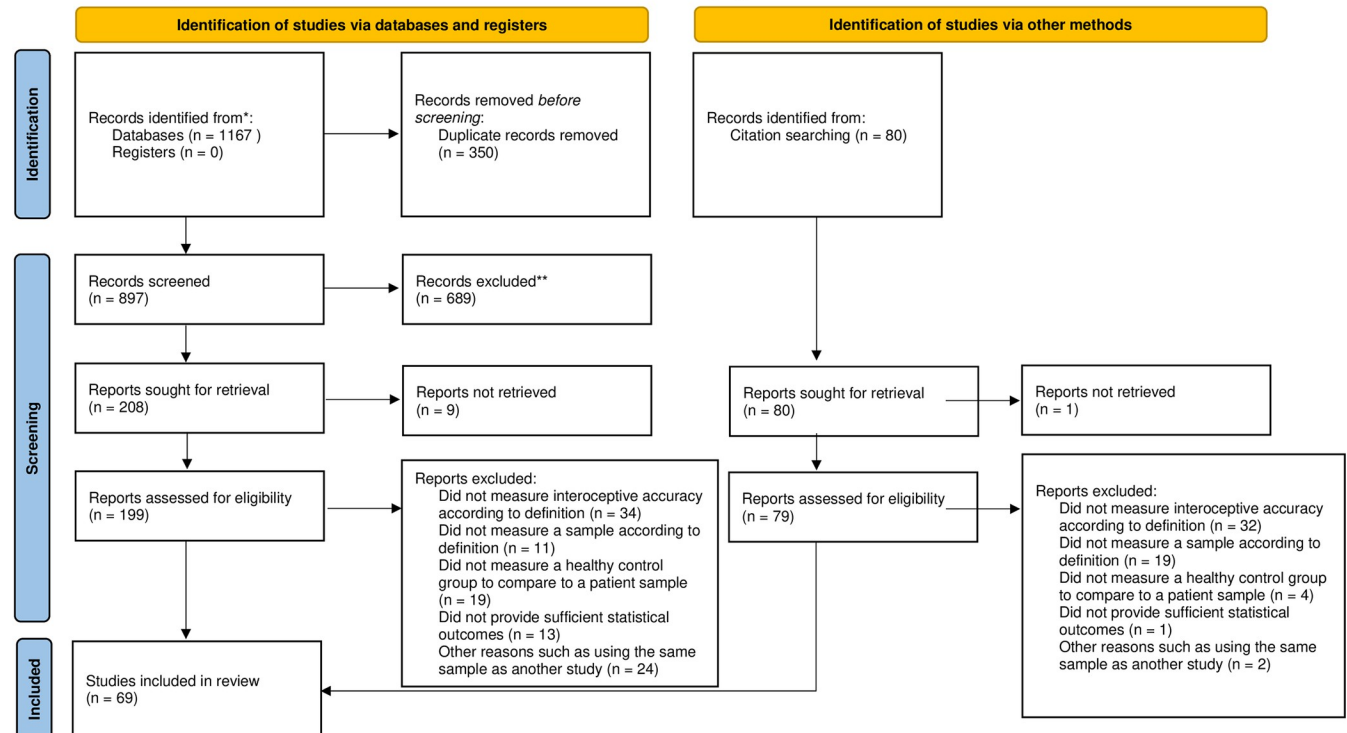 Identification of studies via databases and registers
Identification of studies via other methods
Identification
Records identified from*:
Databases (n = 1167 )
Registers (n = 0)
Records removed before
screening:
Duplicate records removed
(n = 350)
Records identified from:
Citation searching (n = 80)
Screening
Records screened
(n = 897)
Records excluded**
(n = 689)
Reports sought for retrieval
(n = 208)
Reports not retrieved
(n = 9)
Reports sought for retrieval
(n = 80)
Reports not retrieved
(n = 1)
Reports assessed for eligibility
(n = 199)
Reports excluded:
Did not measure interoceptive accuracy
according to definition (n = 34)
Did not measure a sample according to
definition (n = 11)
Did not measure a healthy control
group to compare to a patient sample
(n = 19)
Did not provide sufficient statistical
outcomes (n = 13)
Other reasons such as using the same
sample as another study (n = 24)
Reports assessed for eligibility
(n = 79)
Reports excluded:
Did not measure interoceptive accuracy
according to definition (n = 32)
Did not measure a sample according to
definition (n = 19)
Did not measure a healthy control group
to compare to a patient sample (n = 4)
Did not provide sufficient statistical
outcomes (n = 1)
Other reasons such as using the same
sample as another study (n = 2)
Included
Studies included in review
(n = 69)